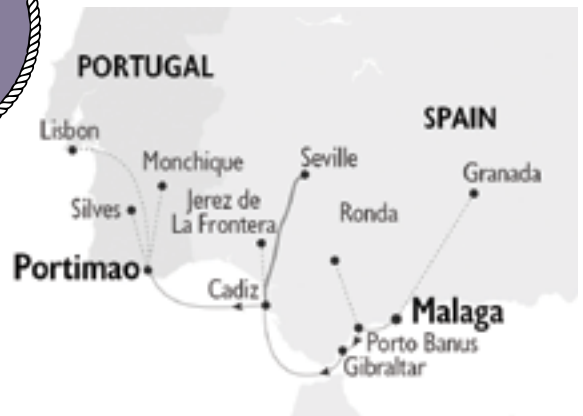 PORTUGAL
SPAIN
Lisbon
Monchique
Seville
Granada
Silves
Jerez de
La Frontera
Ronda
Portimao
Cadiz
Malaga
Porto Banus
Gibraltar